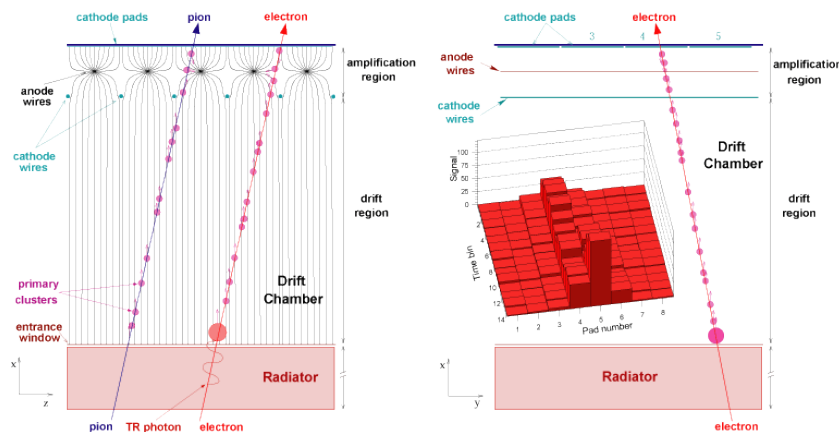 cathode pads
pion
electron
anode
wires
cathode
wires
primary
clusters
entrance
window
Drift
Chamber
Radiator
x
z
pion
TR photon
electron
amplification
region
drift
region
cathode pads
electron
3
4
5
anode
wires
cathode
wires
amplification
region
Drift
Chamber
drift
region
Signal
100
75
50
25
0
2
4
6
8
10
12
14
Time bin
1
2
3
4
5
6
7
8
Pad number
Radiator
x
y
electron